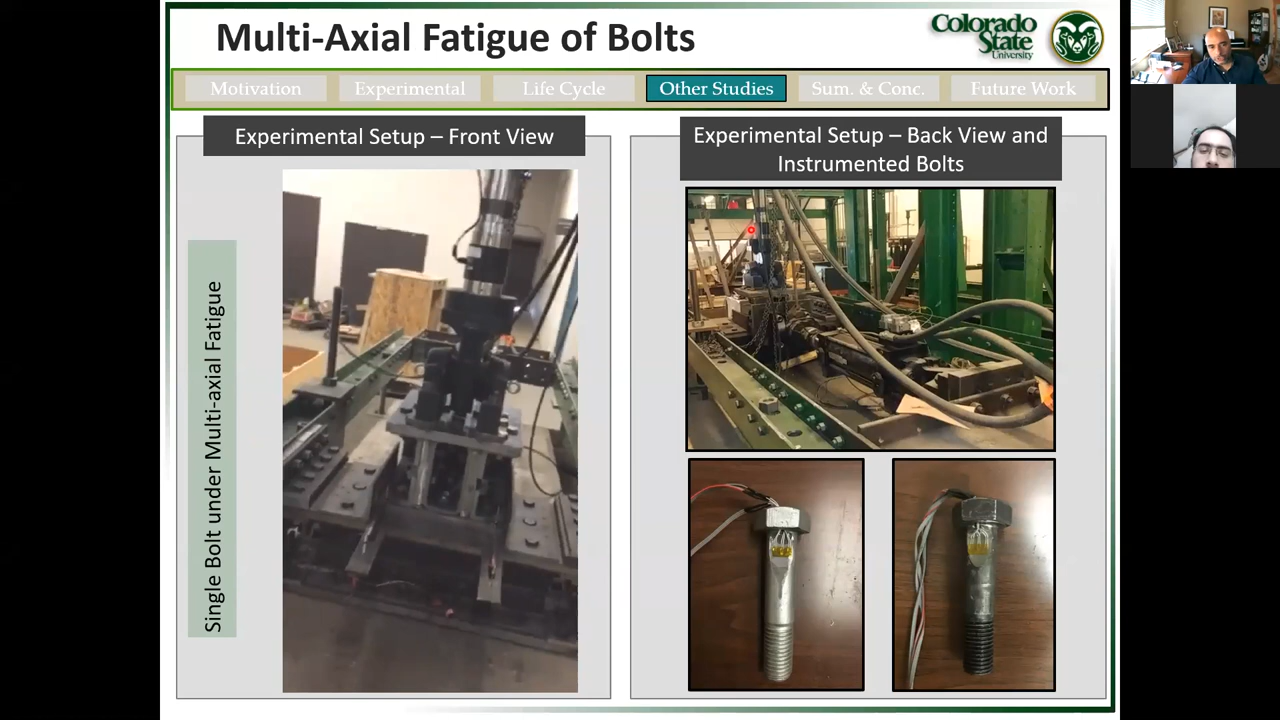 Multi-Axial Fatigue of Bolts
Colorado
State
University
Motivation
Experimental
Life Cycle
Other Studies
Sum. & Conc.
Future Work
Experimental Setup – Front View
Experimental Setup – Back View and
Instrumented Bolts
Single Bolt under Multi-axial Fatigue